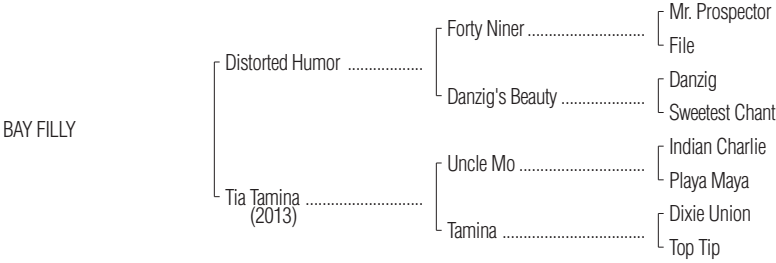 Mr. Prospector
Forty Niner ..............................
File
Distorted Humor ..................
Danzig
Danzig's Beauty .....................
Sweetest Chant
BAY FILLY
Indian Charlie
Uncle Mo ................................
Playa Maya
Tia Tamina .............................
(2013)
Dixie Union
Tamina ...................................
Top Tip